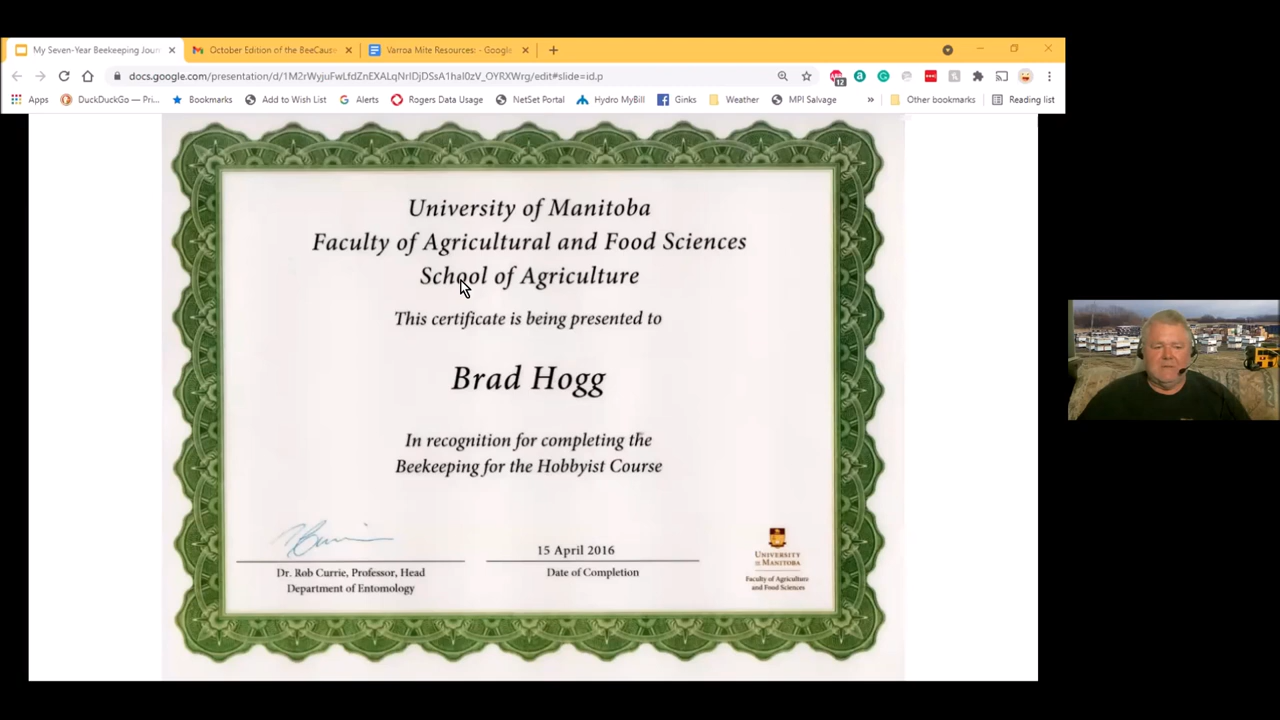 My Seven-Year Beekeeping Jour
October Edition of the BeeCause
Varroa Mite Resources: - Google
docs.google.com/presentation/d/1M2rWyjuFwLfdZnEXALqNrIDjDSsA1hal0zV_OYRXWrg/edit#slide=id.p
12
Apps
DuckDuckGo — Pri...
Bookmarks
Add to Wish List
Alerts
Rogers Data Usage
NetSet Portal
Hydro MyBill
Ginks
Weather
MPI Salvage
»
Other bookmarks
Reading list
University of Manitoba
Faculty of Agricultural and Food Sciences
School of Agriculture
This certificate is being presented to
Brad Hogg
In recognition for completing the
Beekeeping for the Hobbyist Course
15 April 2016
Dr. Rob Currie, Professor, Head
Department of Entomology
Date of Completion
University
of Manitoba
Faculty of Agriculture
and Food Sciences